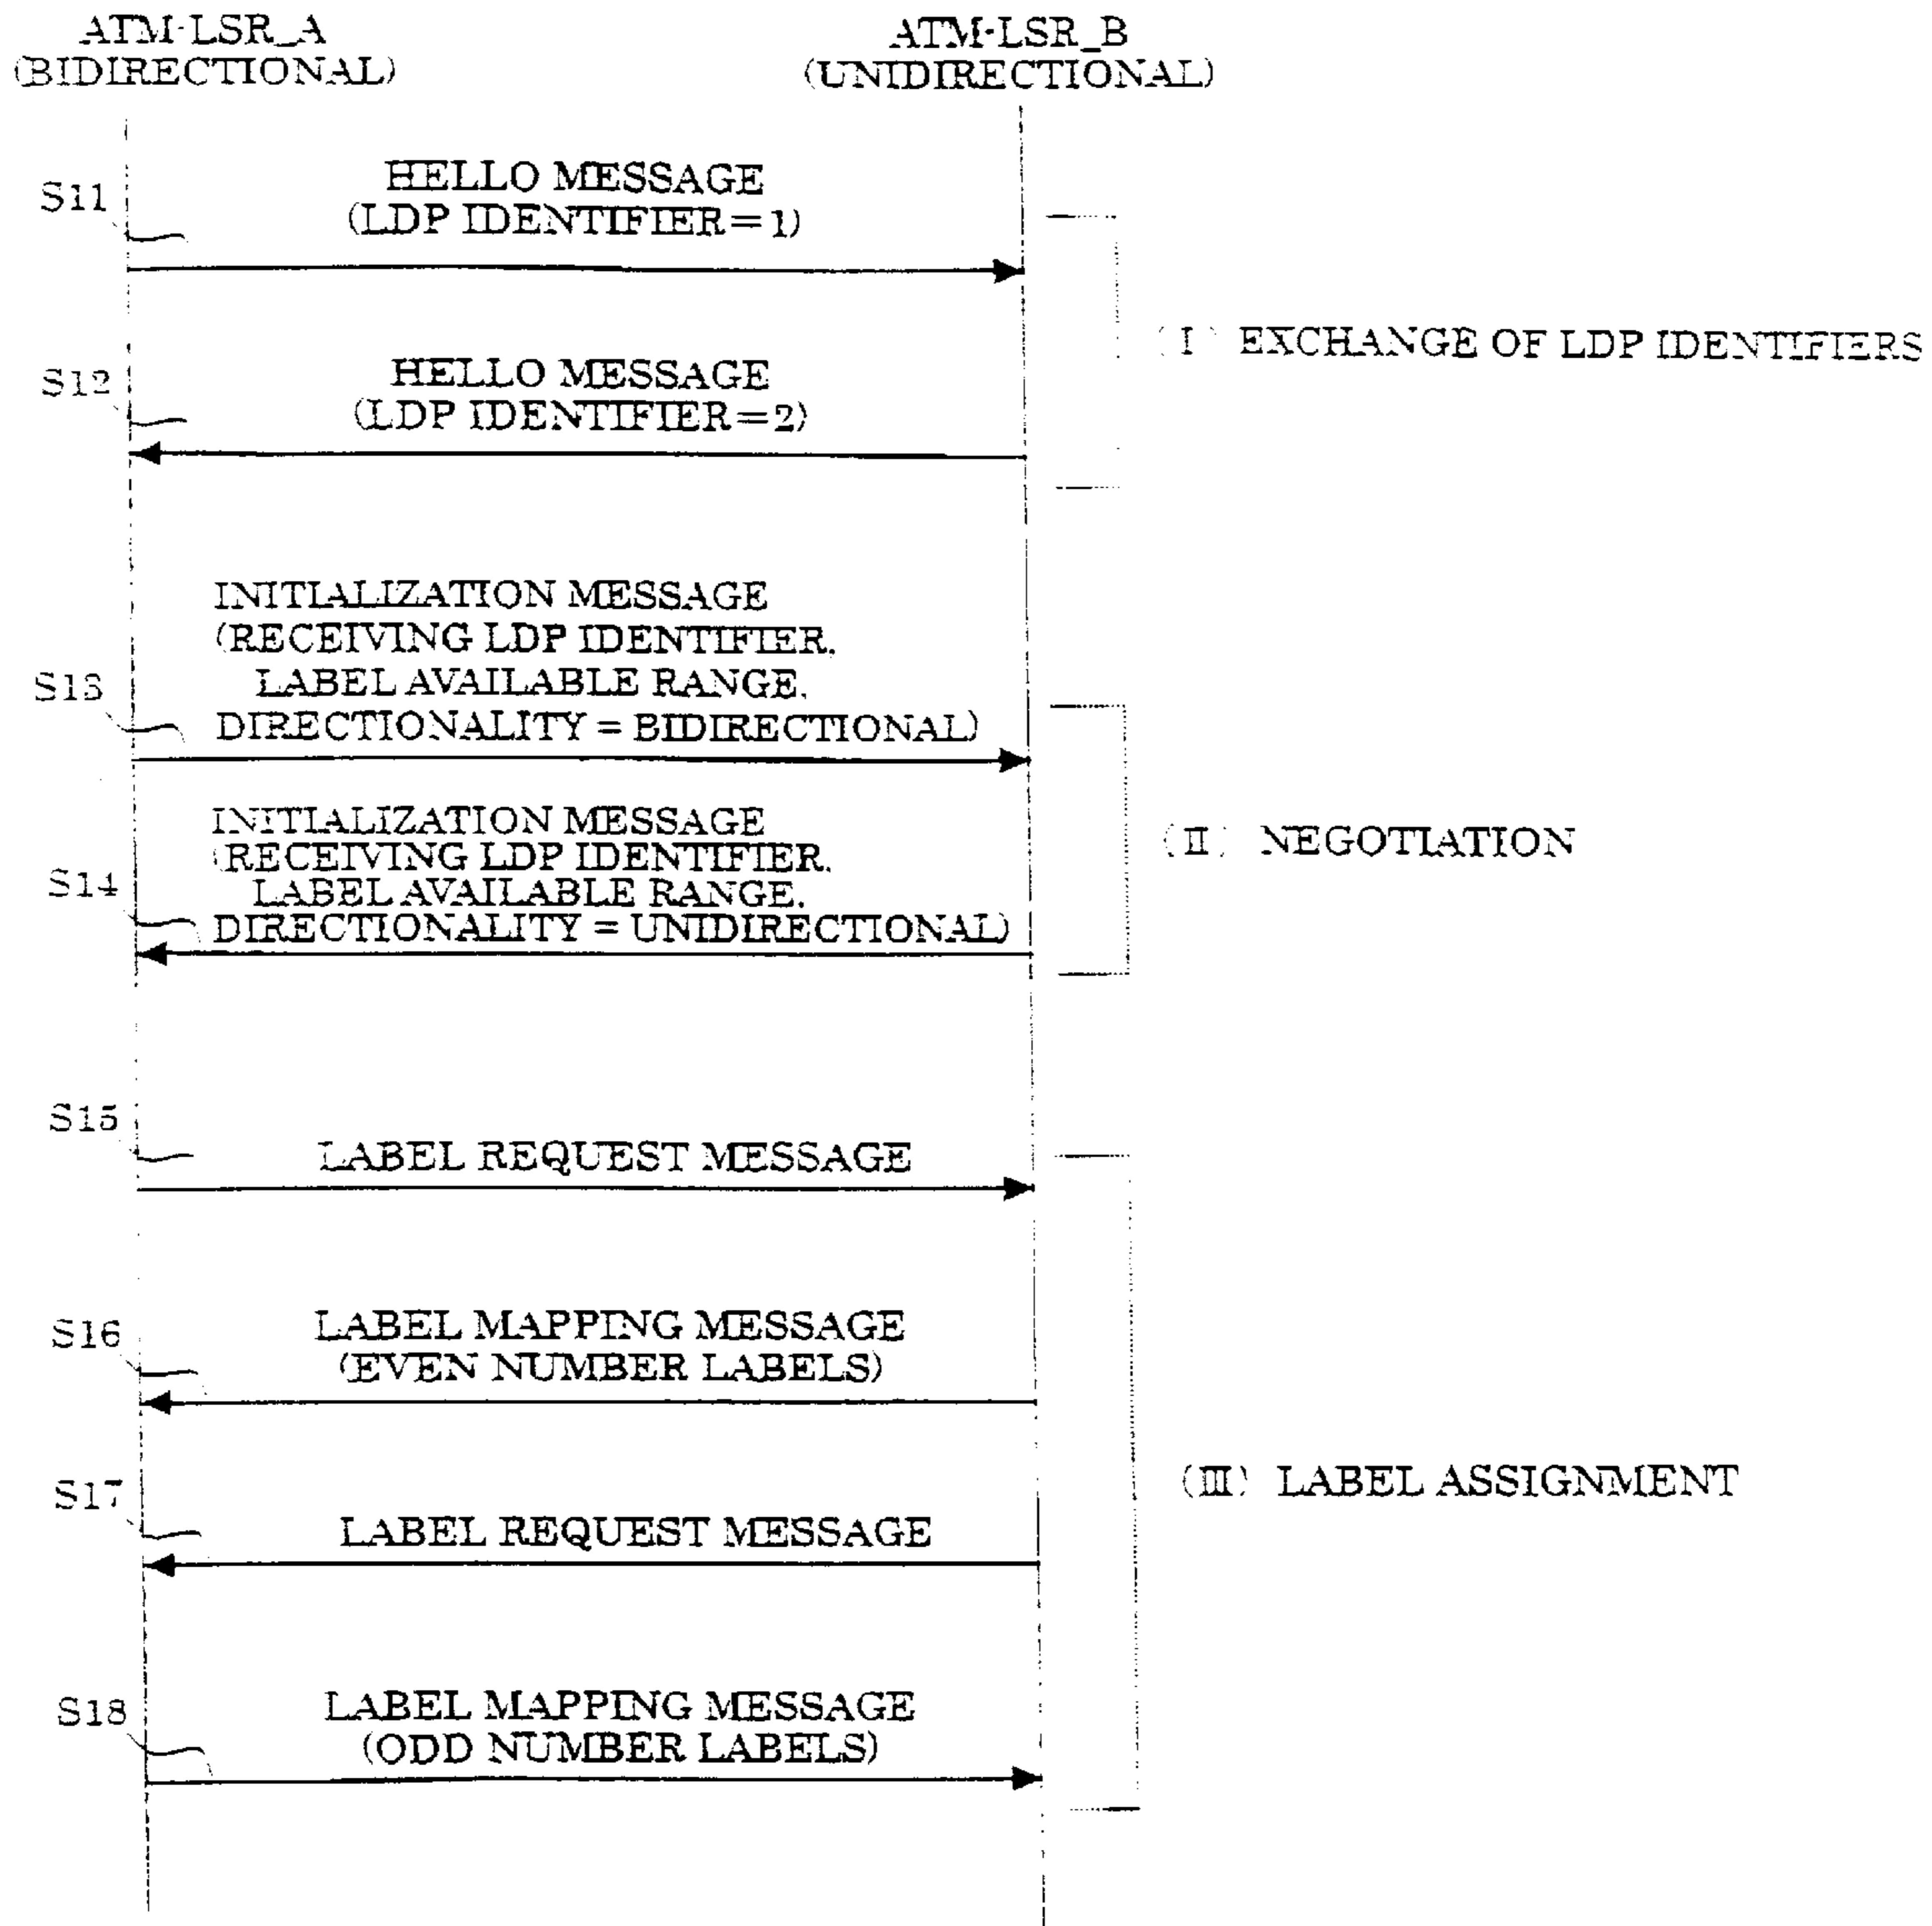 ATM-LSR_A
(BIDIRECTIONAL)
ATM-LSR_B
(UNIDIRECTIONAL)
S11
HELLO MESSAGE
(LDP IDENTIFIER=1)
(I) EXCHANGE OF LDP IDENTIFIERS
S12
HELLO MESSAGE
(LDP IDENTIFIER=2)
S13
INITIALIZATION MESSAGE
(RECEIVING LDP IDENTIFIER,
LABEL AVAILABLE RANGE,
DIRECTIONALITY = BIDIRECTIONAL)
(II) NEGOTIATION
S14
INITIALIZATION MESSAGE
(RECEIVING LDP IDENTIFIER,
LABEL AVAILABLE RANGE,
DIRECTIONALITY = UNIDIRECTIONAL)
S15
LABEL REQUEST MESSAGE
S16
LABEL MAPPING MESSAGE
(EVEN NUMBER LABELS)
(III) LABEL ASSIGNMENT
S17
LABEL REQUEST MESSAGE
S18
LABEL MAPPING MESSAGE
(ODD NUMBER LABELS)